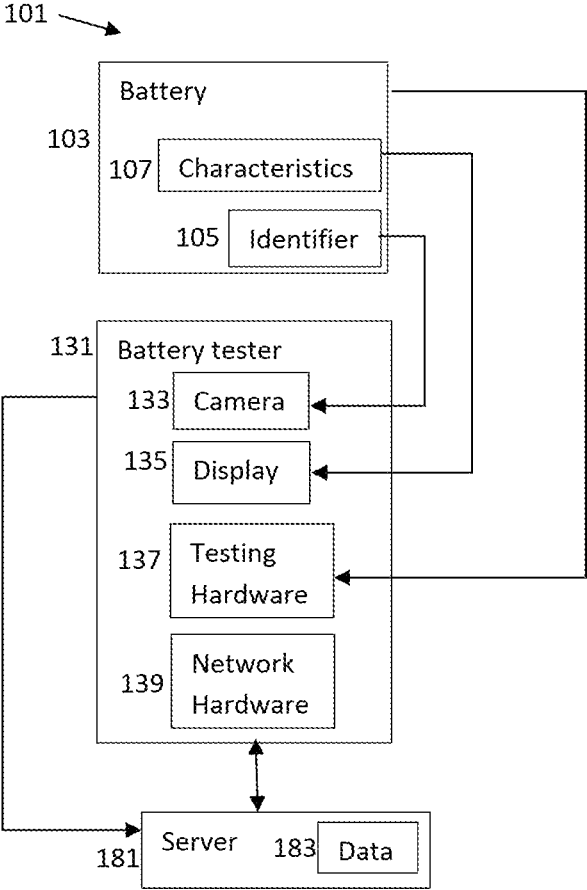 101
Battery
103
107 Characteristics
105 Identifier
131 Battery tester
133 Camera
135 Display
137 Testing
Hardware
139 Network
Hardware
181 Server
183 Data